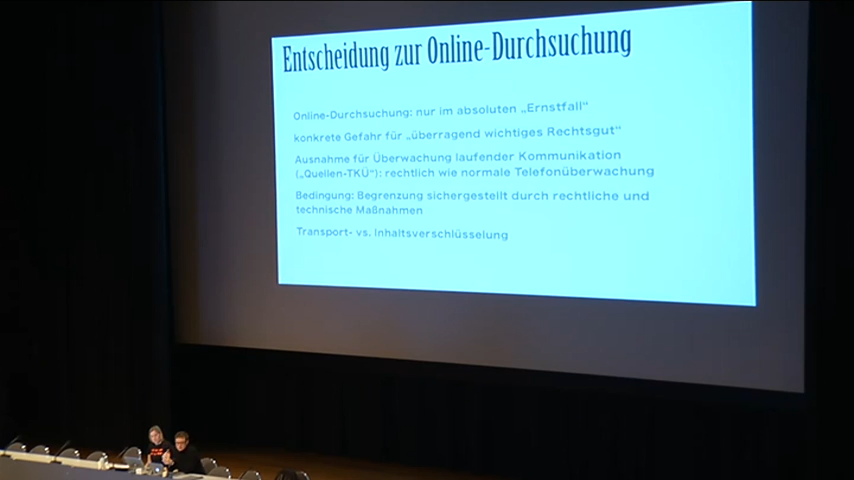 Entscheidung zur Online-Durchsuchung
Online-Durchsuchung: nur im absoluten „Ernstfall“
konkrete Gefahr für „überragend wichtiges Rechtsgut“
Ausnahme für Überwachung laufender Kommunikation
(„Quellen-TKÜ“): rechtlich wie normale Telefonüberwachung
Bedingung: Begrenzung sichergestellt durch rechtliche und
technische Maßnahmen
Transport- vs. Inhaltsverschlüsselung